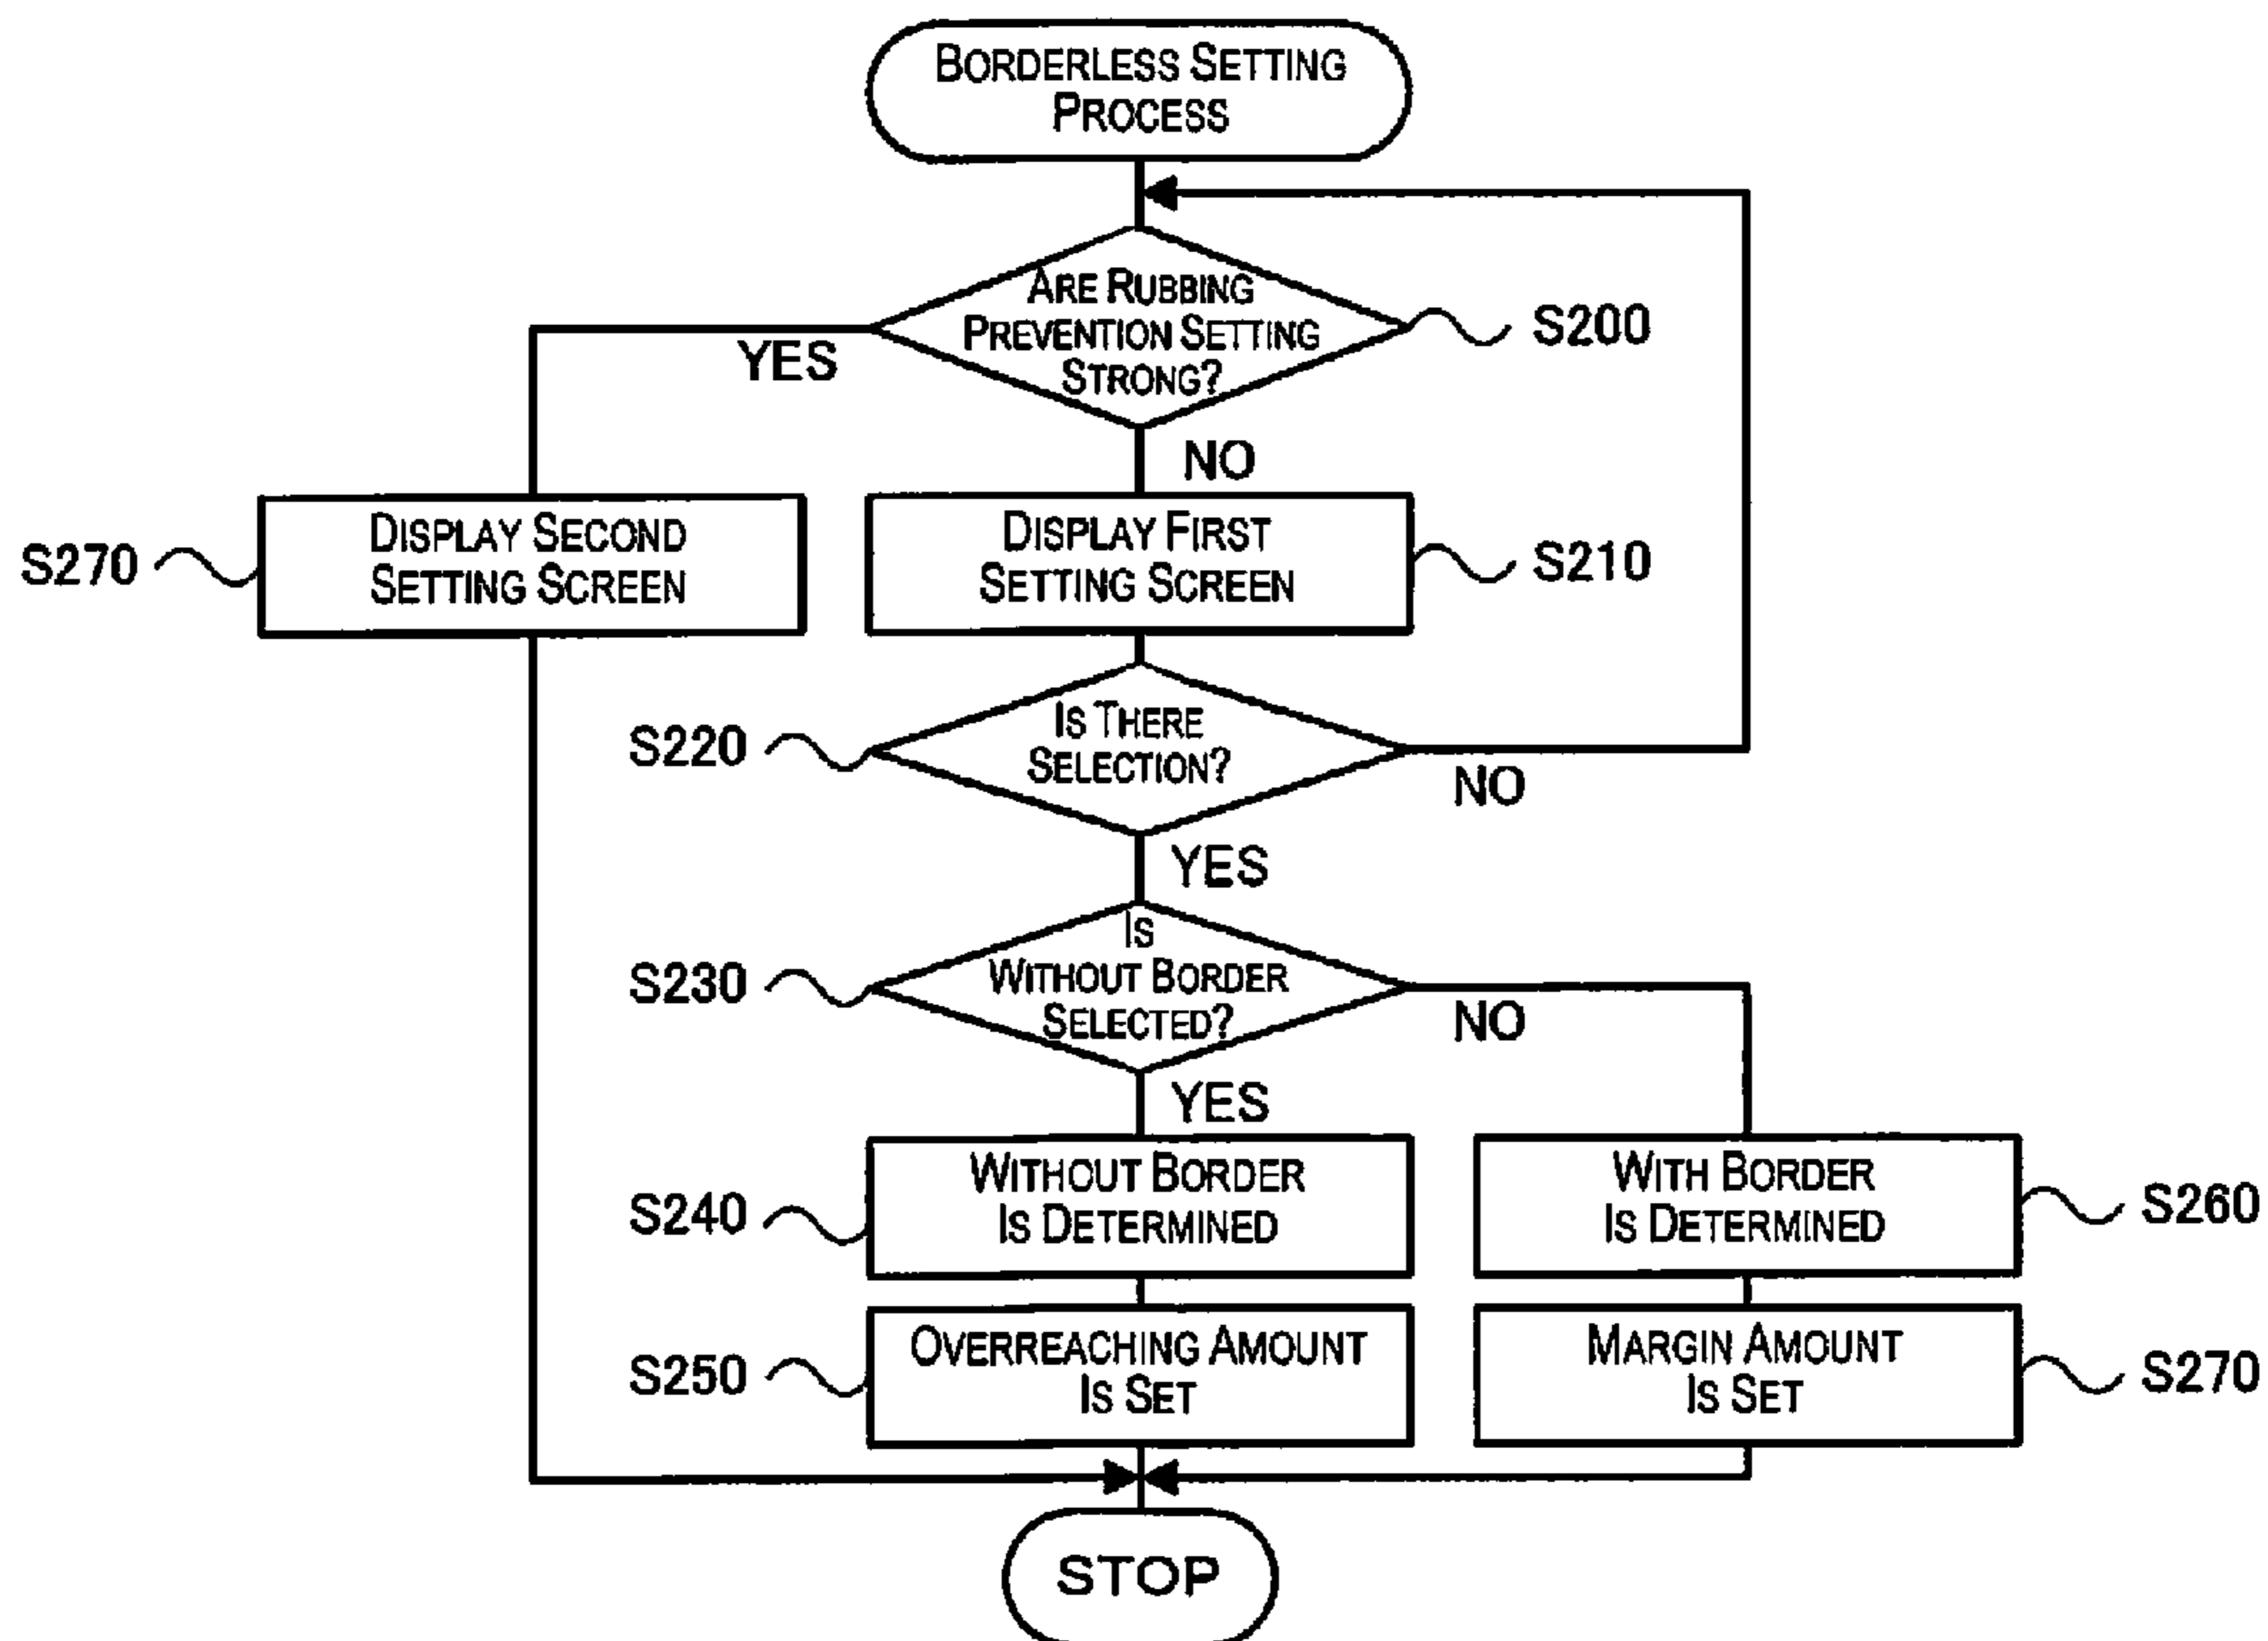 BORDERLESS SETTING
PROCESS
ARE RUBBING
PREVENTION SETTING
STRONG?
S200
YES
NO
S270
DISPLAY SECOND
SETTING SCREEN
DISPLAY FIRST
SETTING SCREEN
S210
S220
IS THERE
SELECTION?
NO
YES
S230
IS
WITHOUT BORDER
SELECTED?
NO
YES
S240
WITHOUT BORDER
IS DETERMINED
WITH BORDER
IS DETERMINED
S260
S250
OVERREACHING AMOUNT
IS SET
MARGIN AMOUNT
IS SET
S270
STOP